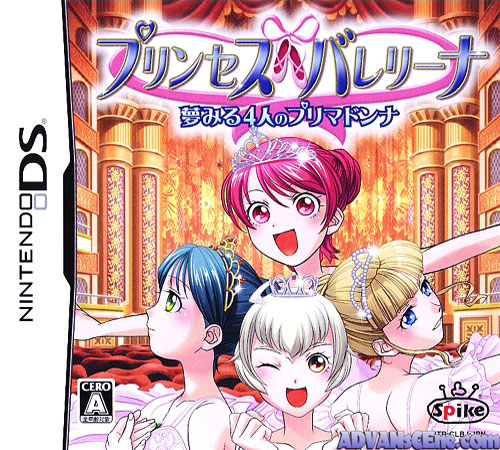 プリンセスバレリーナ
夢みる4人のプリマドンナ
NINTENDO DS
CERO
A
全年齢対象
Spike
ADVANSCENE.COM